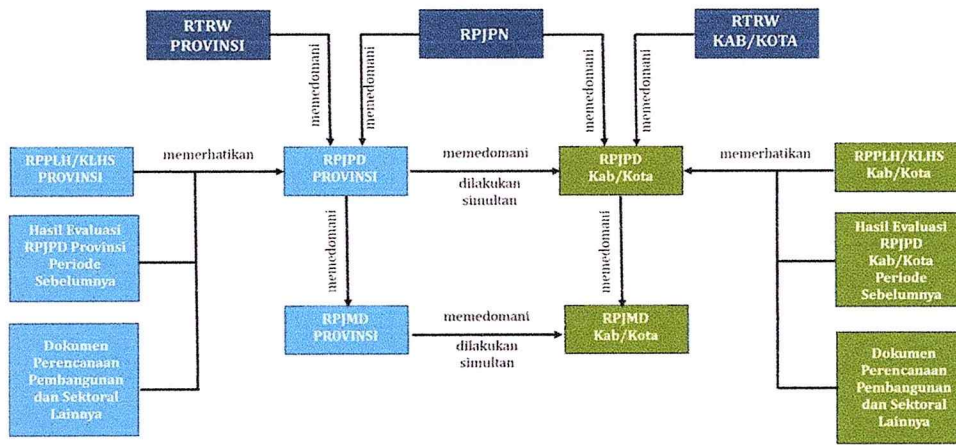 RTRW
PROVINSI
RPJPN
RTRW
KAB/KOTA
memedomani
memedomani
memedomani
memedomani
RPPLH/KLHS
PROVINSI
memerhatikan
RPJPD
PROVINSI
memedomani
dilakukan
simultan
RPJPD
Kab/Kota
memerhatikan
RPPLH/KLHS
Kab/Kota
Hasil Evaluasi
RPJPD Provinsi
Periode
Sebelumnya
memedomani
memedomani
Hasil Evaluasi
RPJPD
Kab/Kota
Periode
Sebelumnya
RPJMD
PROVINSI
memedomani
dilakukan
simultan
RPJMD
Kab/Kota
Dokumen
Perencanaan
Pembangunan
dan Sektoral
Lainnya
Dokumen
Perencanaan
Pembangunan
dan Sektoral
Lainnya